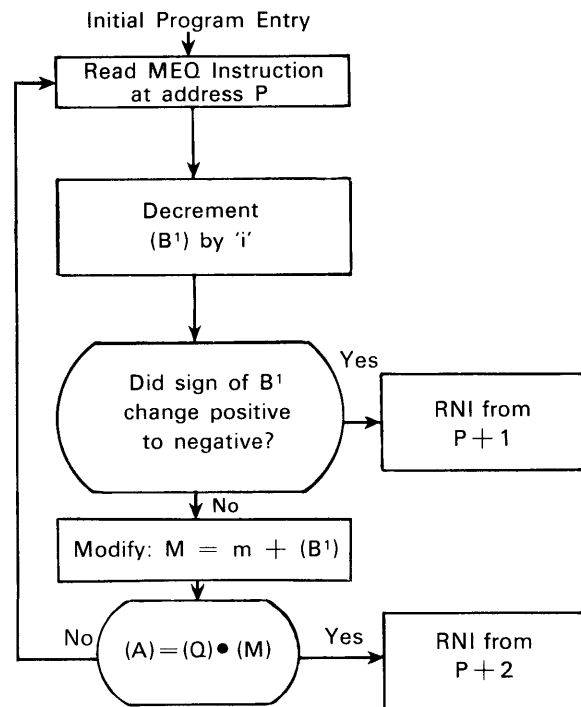 Initial Program Entry
Read MEQ Instruction
at address P
Decrement
(B¹) by ‘i’
Did sign of B¹
change positive
to negative?
Yes
RNI from
P + 1
No
Modify: M = m + (B¹)
No
(A) = (Q) ● (M)
Yes
RNI from
P + 2